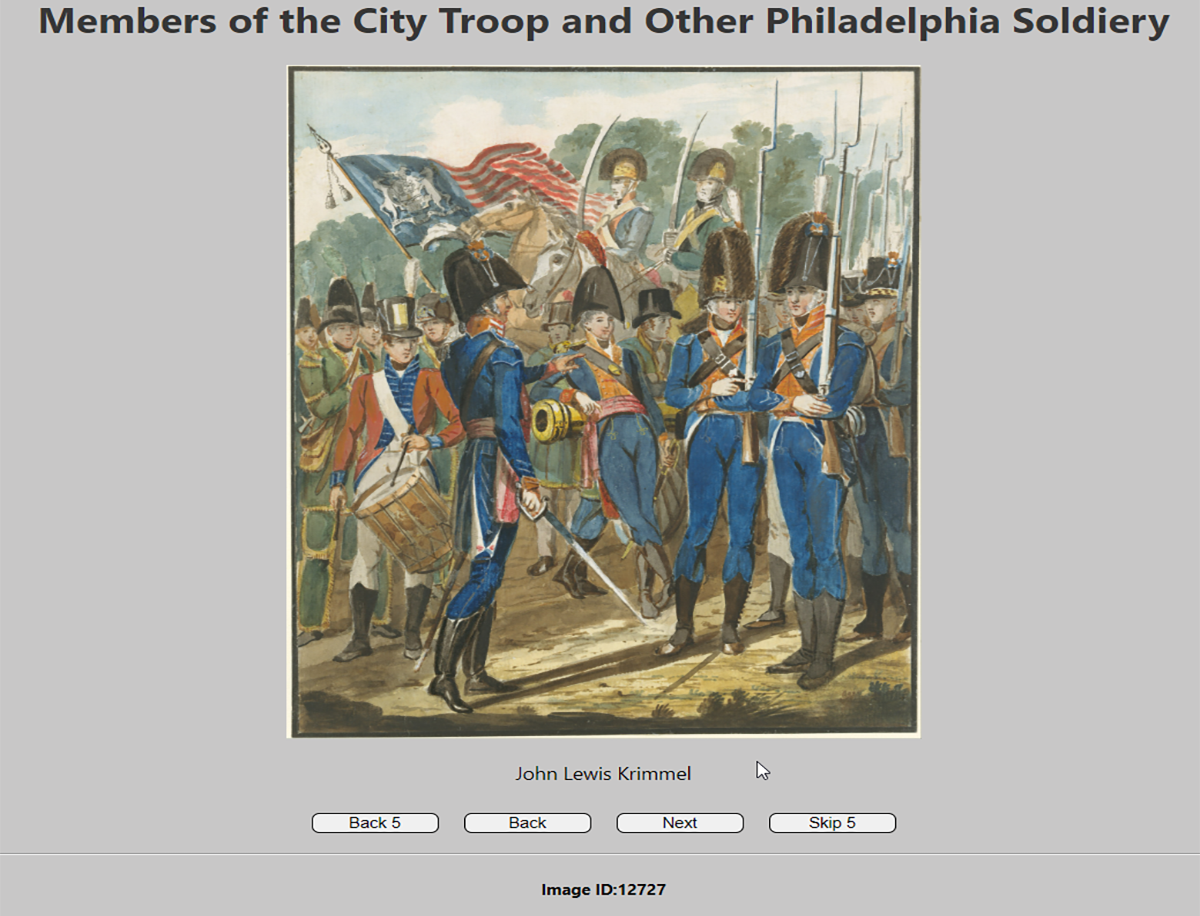 Members of the City Troop and Other Philadelphia Soldiery
John Lewis Krimmel
Back 5
Back
Next
Skip 5
Image ID:12727